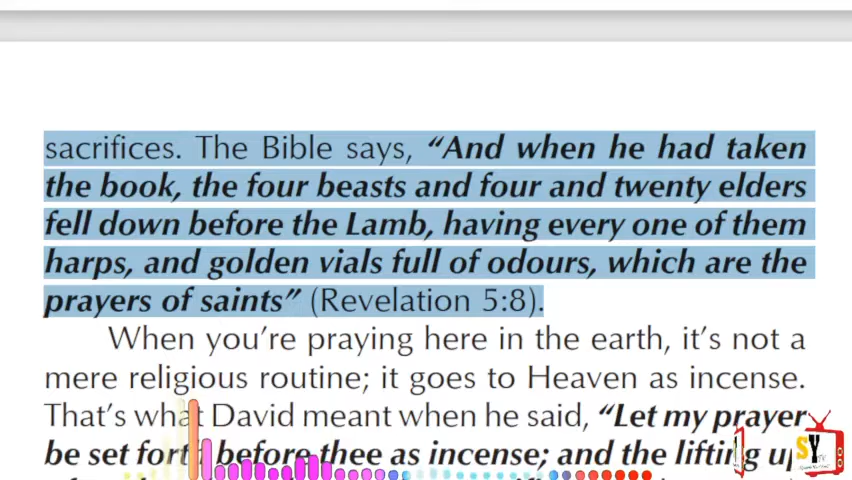 sacrifices. The Bible says, “And when he had taken
the book, the four beasts and four and twenty elders
fell down before the Lamb, having every one of them
harps, and golden vials full of odours, which are the
prayers of saints” (Revelation 5:8).
When you’re praying here in the earth, it’s not a
mere religious routine; it goes to Heaven as incense.
That’s what David meant when he said, “Let my prayer
be set forth before thee as incense; and the lifting up
SY